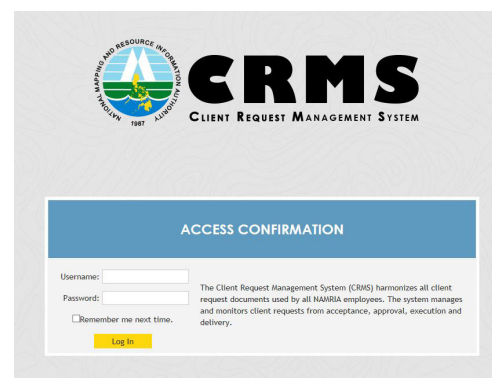 NATIONAL MAPPING AND RESOURCE INFORMATION AUTHORITY
1987
CRMS
CLIENT REQUEST MANAGEMENT SYSTEM
ACCESS CONFIRMATION
Username:
Password:
Remember me next time.
Log In
The Client Request Management System (CRMS) harmonizes all client
request documents used by all NAMRIA employees. The system manages
and monitors client requests from acceptance, approval, execution and
delivery.